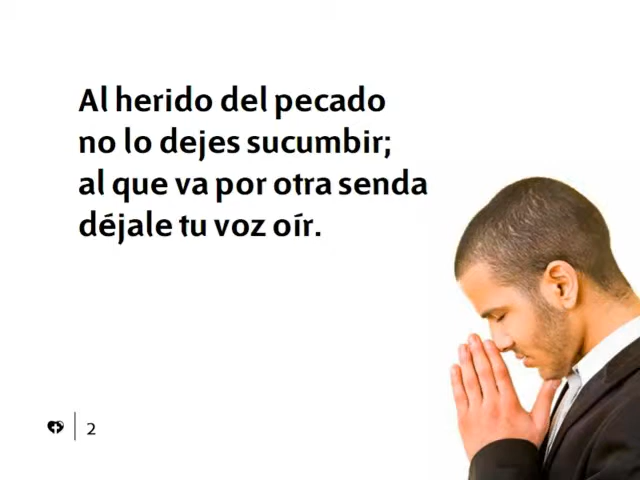 Al herido del pecado
no lo dejes sucumbir;
al que va por otra senda
déjale tu voz oír.
2